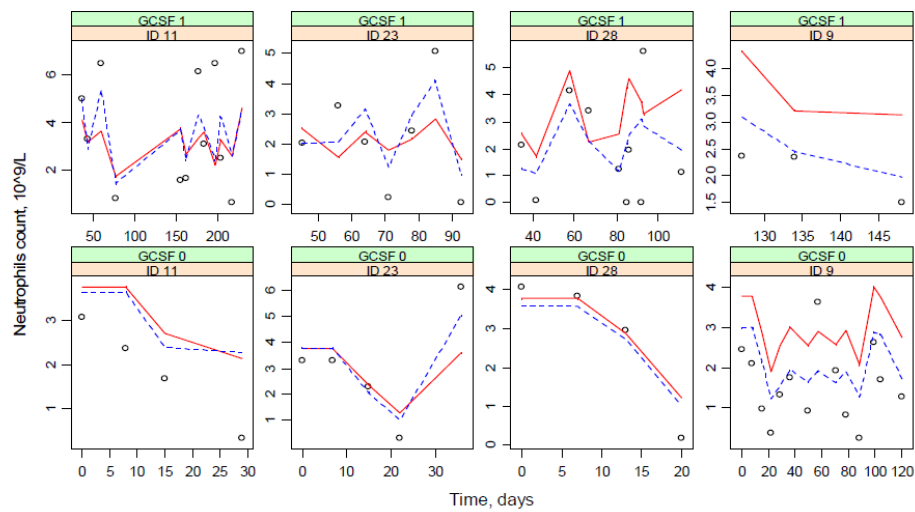 GCSF 1 GCSF 1 GCSF 1 GCSF 1
ID 11 ID 23 ID 28 ID 9
6
4
2
50 100 150 200
5
4
3
2
1
0
50 60 70 80 90
5
4
3
2
1
0
40 60 80 100
4.0
3.5
3.0
2.5
2.0
1.5
130 135 140 145
Neutrophils count, 10^9/L
GCSF 0 GCSF 0 GCSF 0 GCSF 0
ID 11 ID 23 ID 28 ID 9
3
2
1
0 5 10 15 20 25 30
6
5
4
3
2
1
0 10 20 30
4
3
2
1
0
0 5 10 15 20
4
3
2
1
0 20 40 60 80 100 120
Time, days